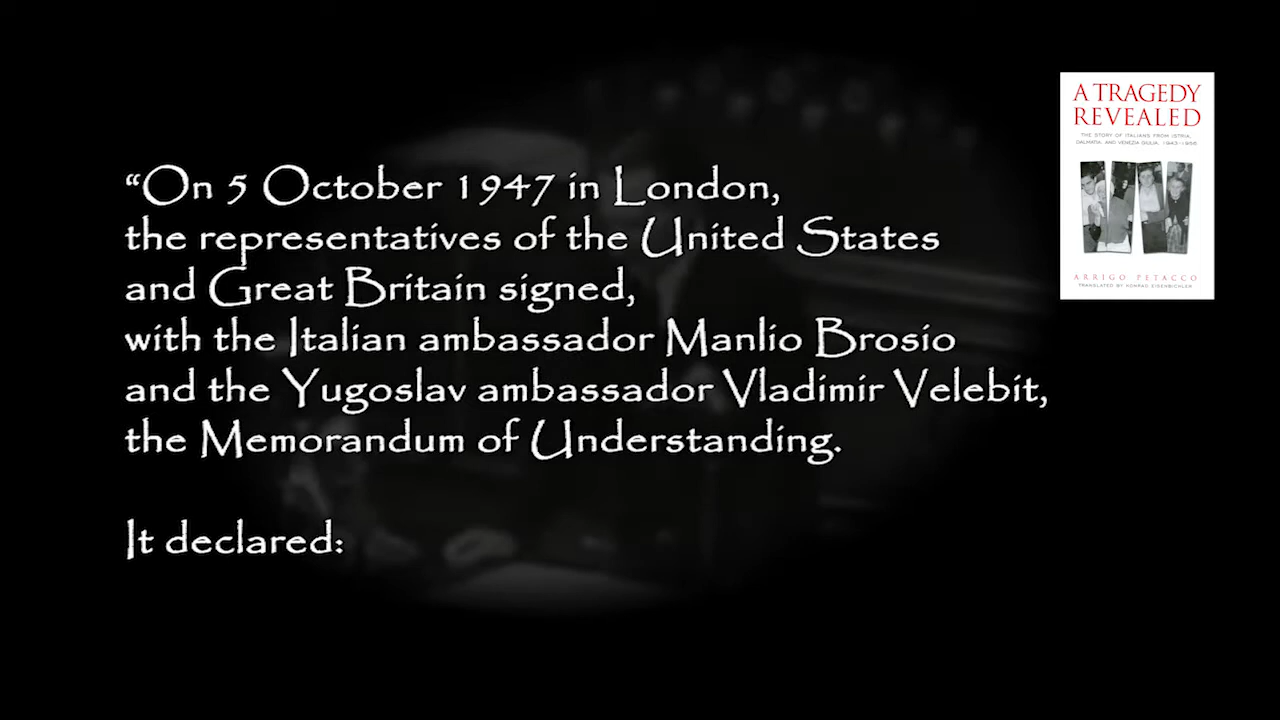 “On 5 October 1947 in London,
the representatives of the United States
and Great Britain signed,
with the Italian ambassador Manlio Brosio
and the Yugoslav ambassador Vladimir Velebit,
the Memorandum of Understanding.
It declared:
A TRAGEDY
REVEALED
THE STORY OF ITALIANS FROM ISTRIA,
DALMATIA, AND VENEZIA GIULIA, 1943–1956
ARRIGO PETACCO
TRANSLATED BY KONRAD EISENBICHLER